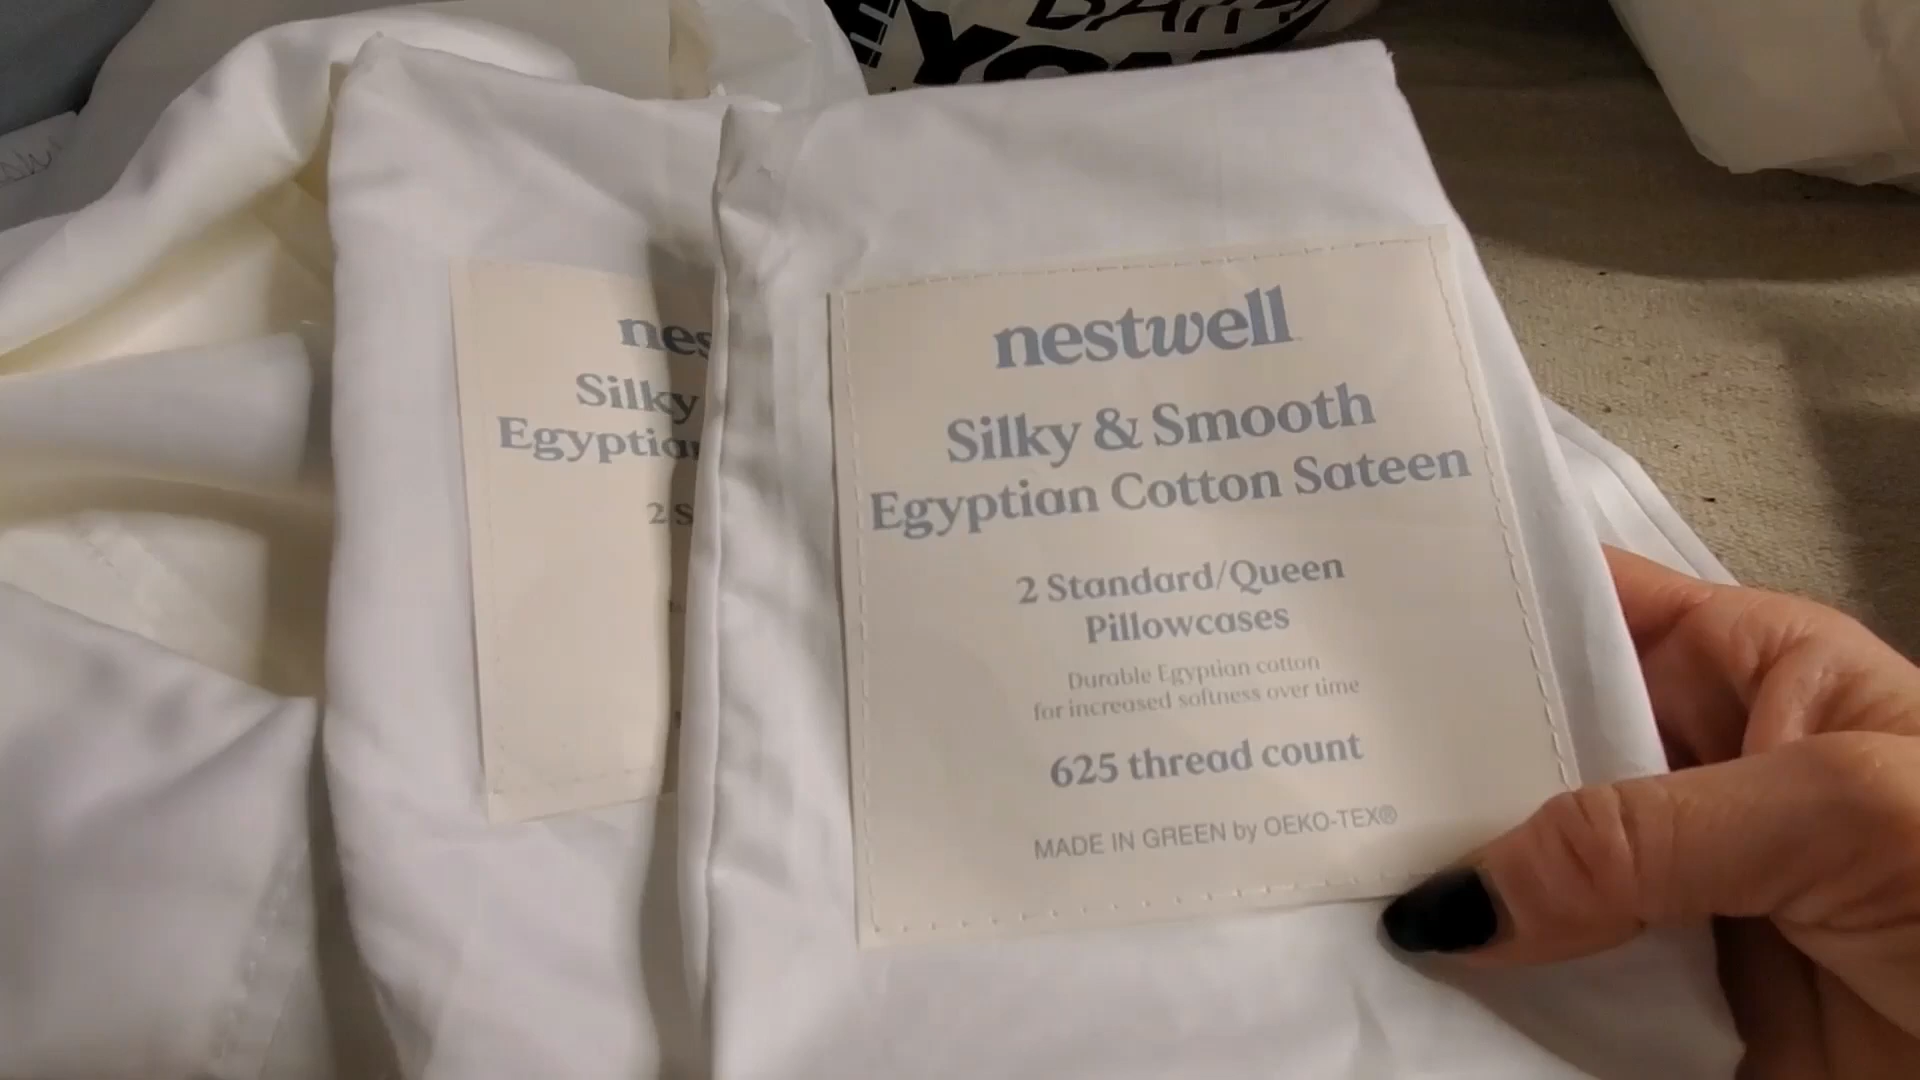 nes
Silky
Egyptian
2 S
nestwell
Silky & Smooth
Egyptian Cotton Sateen
2 Standard/Queen
Pillowcases
Durable Egyptian cotton
for increased softness over time
625 thread count
MADE IN GREEN by OEKO-TEX®